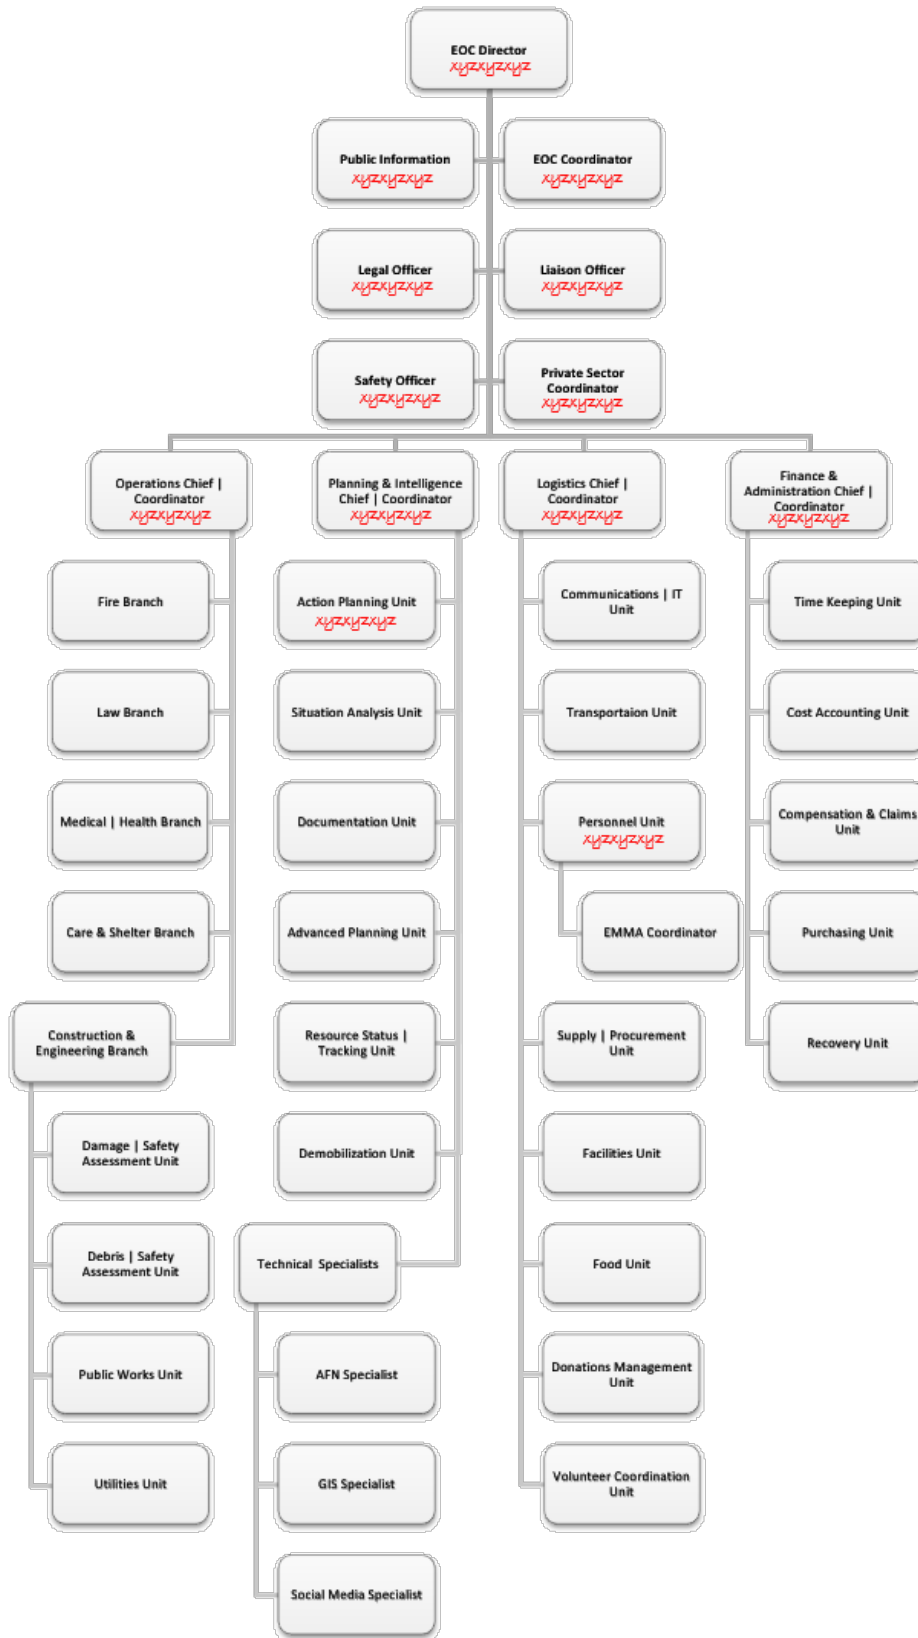 EOC Director
xyzxyzxyz
Public Information
xyzxyzxyz
EOC Coordinator
xyzxyzxyz
Legal Officer
xyzxyzxyz
Liaison Officer
xyzxyzxyz
Safety Officer
xyzxyzxyz
Private Sector
Coordinator
xyzxyzxyz
Operations Chief |
Coordinator
xyzxyzxyz
Planning & Intelligence
Chief | Coordinator
xyzxyzxyz
Logistics Chief |
Coordinator
xyzxyzxyz
Finance &
Administration Chief |
Coordinator
xyzxyzxyz
Fire Branch
Law Branch
Medical | Health Branch
Care & Shelter Branch
Construction &
Engineering Branch
Damage | Safety
Assessment Unit
Debris | Safety
Assessment Unit
Public Works Unit
Utilities Unit
Action Planning Unit
xyzxyzxyz
Situation Analysis Unit
Documentation Unit
Advanced Planning Unit
Resource Status |
Tracking Unit
Demobilization Unit
Technical Specialists
AFN Specialist
GIS Specialist
Social Media Specialist
Communications | IT
Unit
Transportaion Unit
Personnel Unit
xyzxyzxyz
EMMA Coordinator
Supply | Procurement
Unit
Facilities Unit
Food Unit
Donations Management
Unit
Volunteer Coordination
Unit
Time Keeping Unit
Cost Accounting Unit
Compensation & Claims
Unit
Purchasing Unit
Recovery Unit